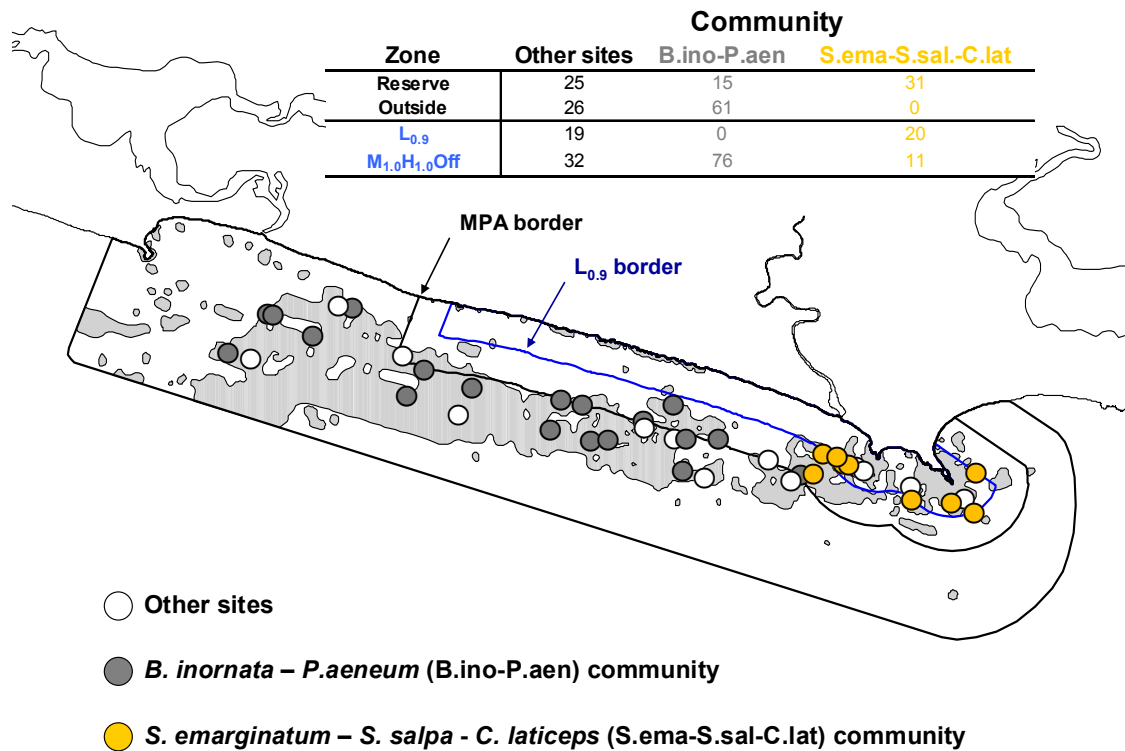 Community
Zone Other sites B.ino-P.aen S.ema-S.sal.-C.lat
Reserve 25 15 31
Outside 26 61 0
L0.9 19 0 20
M1.0H1.0Off 32 76 11
MPA border
L0.9 border
Other sites
B. inornata – P.aeneum (B.ino-P.aen) community
S. emarginatum – S. salpa - C. laticeps (S.ema-S.sal-C.lat) community